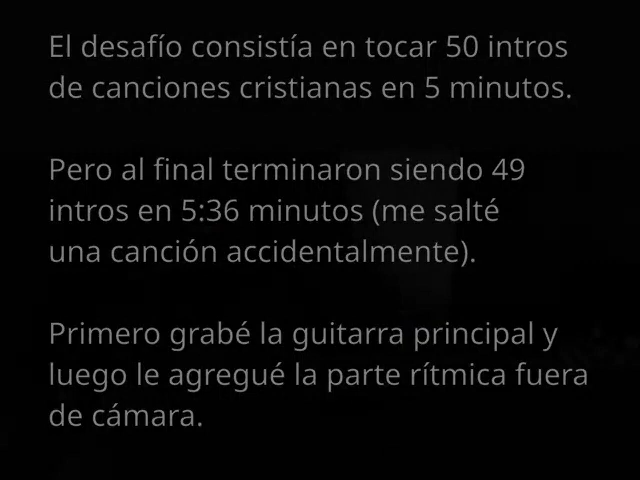 El desafío consistía en tocar 50 intros
de canciones cristianas en 5 minutos.
Pero al final terminaron siendo 49
intros en 5:36 minutos (me salté
una canción accidentalmente).
Primero grabé la guitarra principal y
luego le agregué la parte rítmica fuera
de cámara.